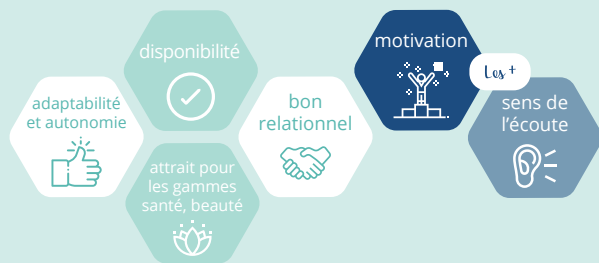 disponibilité
adaptabilité
et autonomie
attrait pour
les gammes
santé, beauté
bon
relationnel
motivation
Les +
sens de
l’écoute